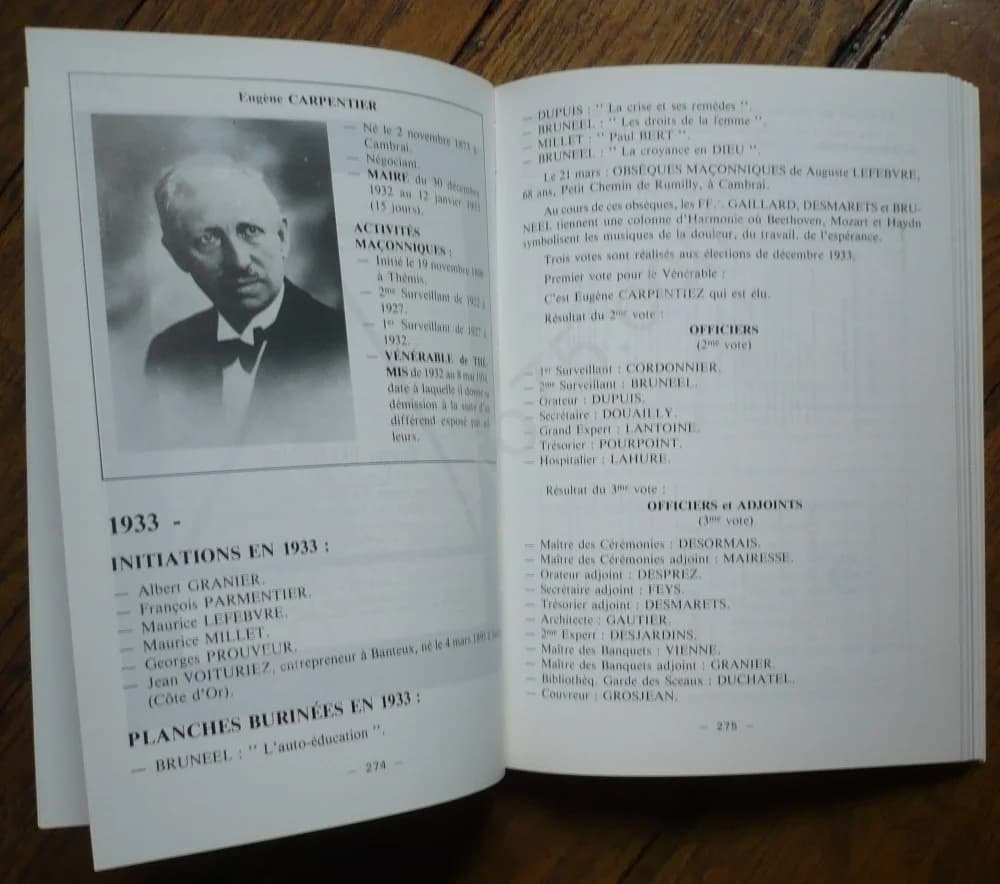 Eugène CARPENTIER
— Né le 2 novembre 1873 à
Cambrai.
— Négociant.
— MAIRE du 30 décembre
1932 au 12 janvier 1933
(15 jours).
ACTIVITÉS
MAÇONNIQUES :
— Initié le 19 novembre
à Thémis.
— 2me Surveillant de 1922 à
1927.
— 1er Surveillant de 1927 à
1932.
— VÉNÉRABLE de THÉ-
MIS de 1932 au 8 mai 1934,
date à laquelle il donne sa
démission à la suite d'un
différend exposé par ail-
leurs.
1933 -
INITIATIONS EN 1933 :
— Albert GRANIER.
— François PARMENTIER.
— Maurice LEFEBVRE.
— Maurice MILLET.
— Georges PROUVEUR.
— Jean VOITURIEZ, entrepreneur à Banteux, né le 4 mars
(Côte d'Or).
PLANCHES BURINÉES EN 1933 :
— BRUNEEL : " L'auto-éducation ".
— 274 —
— DUPUIS : " La crise et ses remèdes ".
— BRUNEEL : " Les droits de la femme ".
— MILLET : " Paul BERT ".
— BRUNEEL : " La croyance en DIEU ".
Le 21 mars : OBSÈQUES MAÇONNIQUES de Auguste LEFEBVRE,
68 ans, Petit Chemin de Rumilly, à Cambrai.
Au cours de ces obsèques, les FF.·. GAILLARD, DESMARETS et BRU-
NEEL tiennent une colonne d'Harmonie où Beethoven, Mozart et Haydn
symbolisent les musiques de la douleur, du travail, de l'espérance.
Trois votes sont réalisés aux élections de décembre 1933.
Premier vote pour le Vénérable :
C'est Eugène CARPENTIEZ qui est élu.
Résultat du 2me vote :
OFFICIERS
(2me vote)
— 1er Surveillant : CORDONNIER.
— 2me Surveillant : BRUNEEL.
— Orateur : DUPUIS.
— Secrétaire : DOUAILLY.
— Grand Expert : LANTOINE.
— Trésorier : POURPOINT.
— Hospitalier : LAHURE.
Résultat du 3me vote :
OFFICIERS et ADJOINTS
(3me vote)
— Maître des Cérémonies : DESORMAIS.
— Maître des Cérémonies adjoint : MAIRESSE.
— Orateur adjoint : DESPREZ.
— Secrétaire adjoint : FEYS.
— Trésorier adjoint : DESMARETS.
— Architecte : GAUTIER.
— 2me Expert : DESJARDINS.
— Maître des Banquets : VIENNE.
— Maître des Banquets adjoint : GRANIER.
— Bibliothéq. Garde des Sceaux : DUCHATEL.
— Couvreur : GROSJEAN.
— 275 —